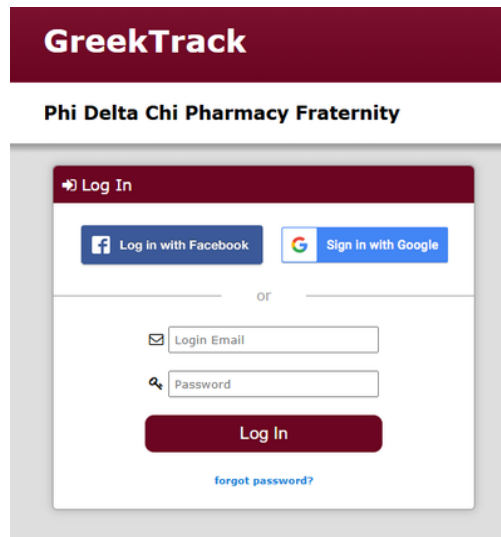 GreekTrack
Phi Delta Chi Pharmacy Fraternity
Log In
Log in with Facebook
Sign in with Google
or
Login Email
Password
Log In
forgot password?